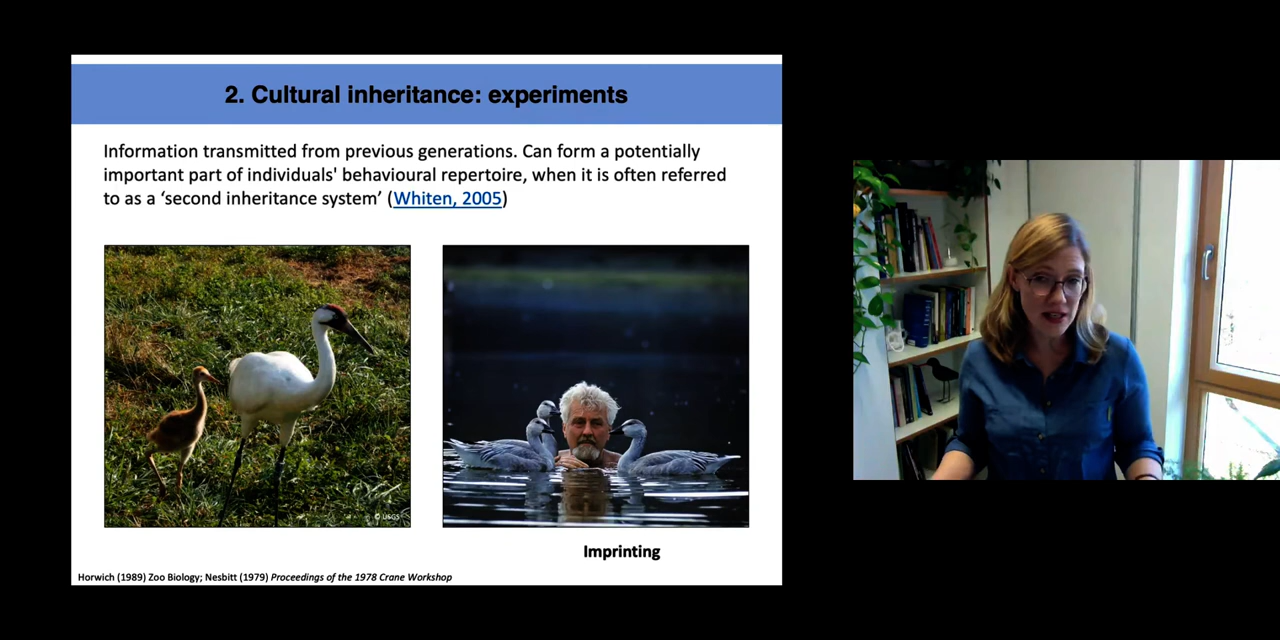 2. Cultural inheritance: experiments
Information transmitted from previous generations. Can form a potentially
important part of individuals' behavioural repertoire, when it is often referred
to as a ‘second inheritance system’ (Whiten, 2005)
© USGS
Imprinting
Horwich (1989) Zoo Biology; Nesbitt (1979) Proceedings of the 1978 Crane Workshop